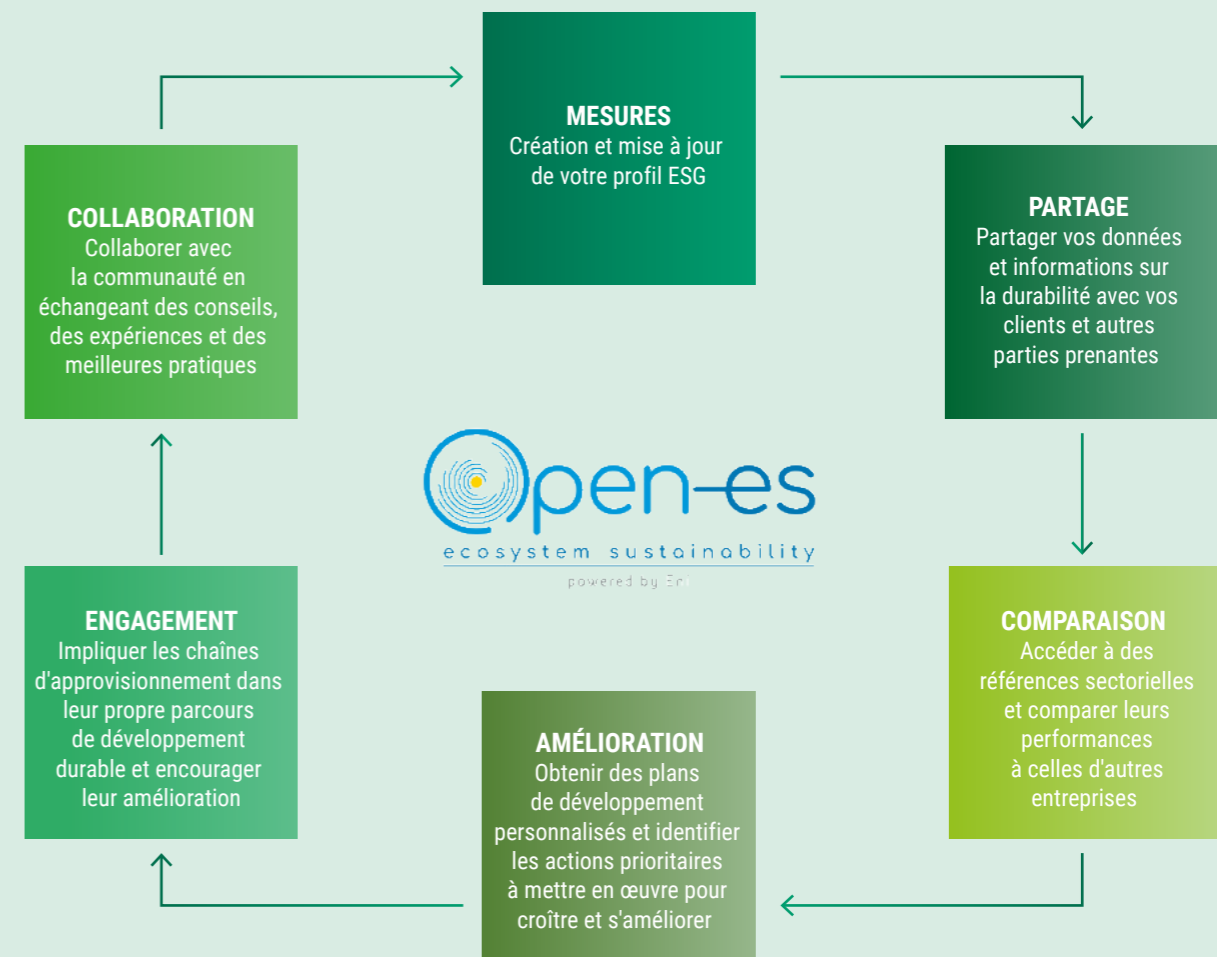 MESURES
Création et mise à jour
de votre profil ESG
PARTAGE
Partager vos données
et informations sur
la durabilité avec vos
clients et autres
parties prenantes
COMPARAISON
Accéder à des
références sectorielles
et comparer leurs
performances
à celles d'autres
entreprises
AMÉLIORATION
Obtenir des plans
de développement
personnalisés et identifier
les actions prioritaires
à mettre en œuvre pour
croître et s'améliorer
ENGAGEMENT
Impliquer les chaînes
d'approvisionnement dans
leur propre parcours
de développement
durable et encourager
leur amélioration
COLLABORATION
Collaborer avec
la communauté en
échangeant des conseils,
des expériences et des
meilleures pratiques
Open-es
ecosystem sustainability
powered by Eni